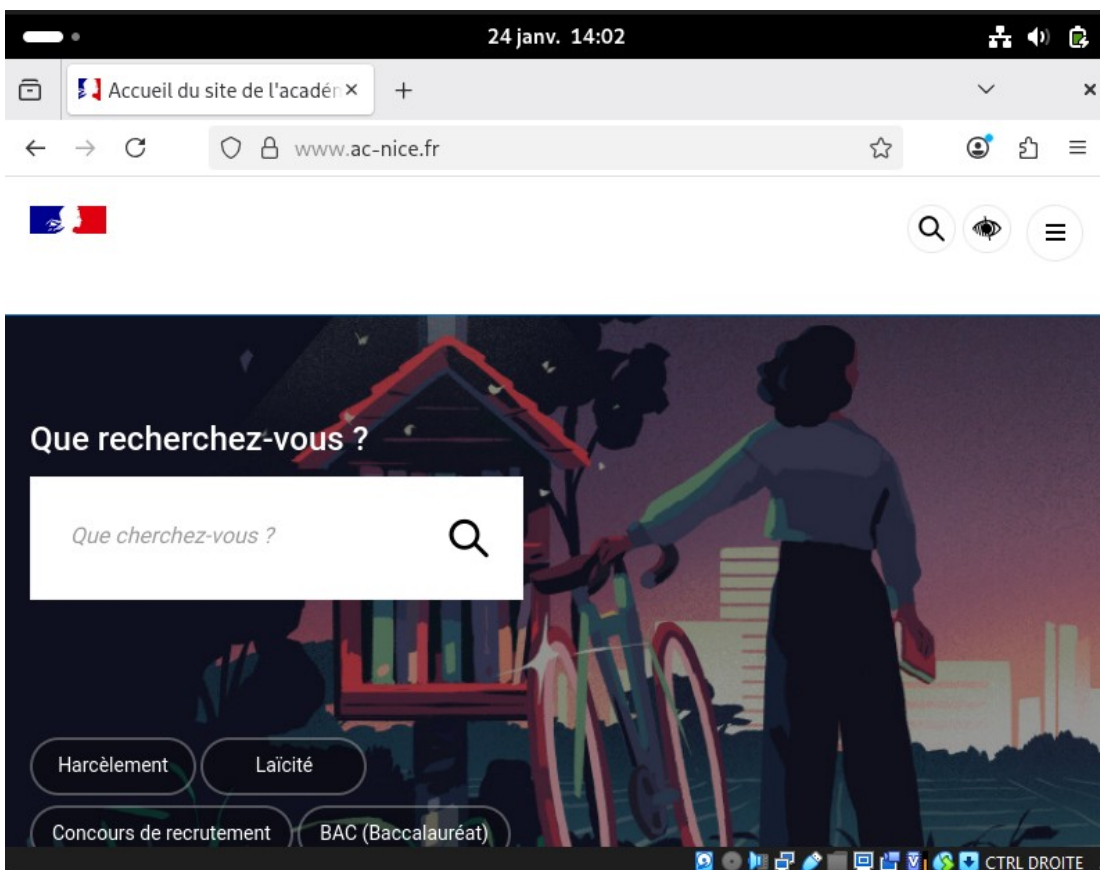 24 janv. 14:02
Accueil du site de l'académ
www.ac-nice.fr
Que recherchez-vous ?
Que cherchez-vous ?
Harcèlement
Laïcité
Concours de recrutement
BAC (Baccalauréat)
CTRL DROITE